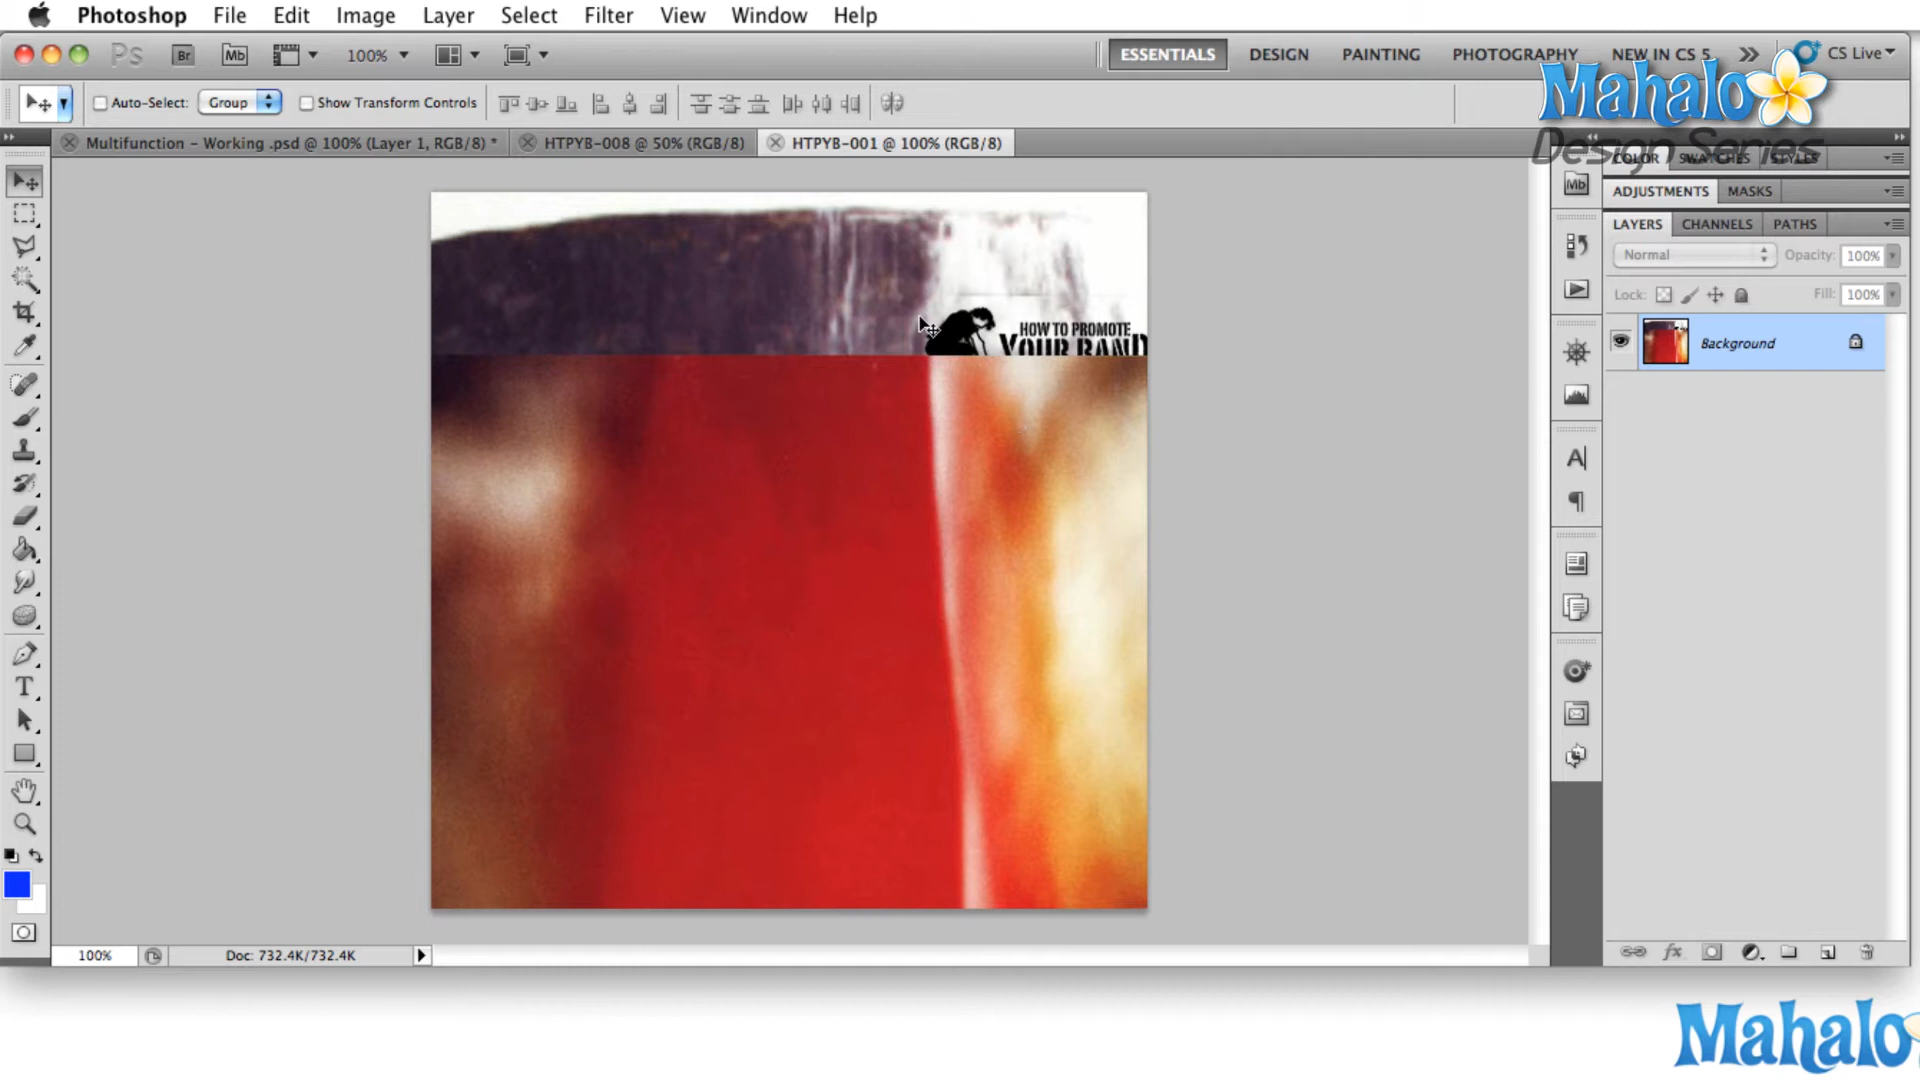 Photoshop File Edit Image Layer Select Filter View Window Help
Ps Br Mb 100% ESSENTIALS DESIGN PAINTING PHOTOGRAPHY NEW IN CS 5 CS Live
Auto-Select: Group Show Transform Controls
Mahalo
Design Series
Multifunction - Working .psd @ 100% (Layer 1, RGB/8) * HTPYB-008 @ 50% (RGB/8) HTPYB-001 @ 100% (RGB/8)
COLOR SWATCHES STYLES
Mb
ADJUSTMENTS MASKS
LAYERS CHANNELS PATHS
Normal Opacity: 100%
Lock: Fill: 100%
Background
HOW TO PROMOTE
YOUR BAND
A
T
100% Doc: 732.4K/732.4K
fx
Mahalo